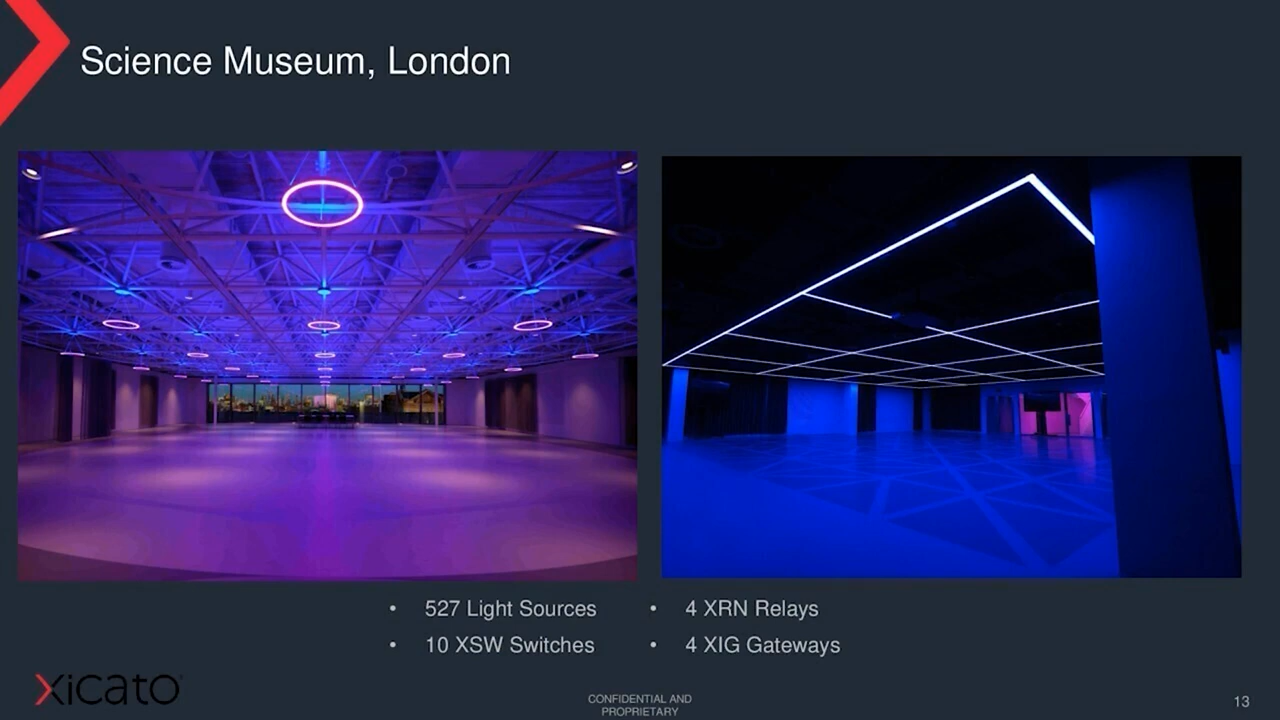 Science Museum, London
• 527 Light Sources
• 10 XSW Switches
• 4 XRN Relays
• 4 XIG Gateways
xicato
CONFIDENTIAL AND
PROPRIETARY
13